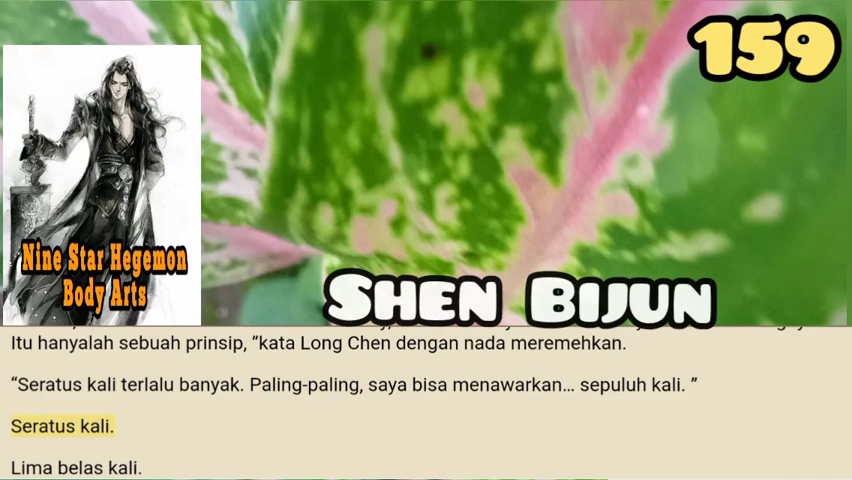 159
Nine Star Hegemon
Body Arts
Shen Bijun
Itu hanyalah sebuah prinsip, ”kata Long Chen dengan nada meremehkan.
“Seratus kali terlalu banyak. Paling-paling, saya bisa menawarkan... sepuluh kali. ”
Seratus kali.
Lima belas kali.